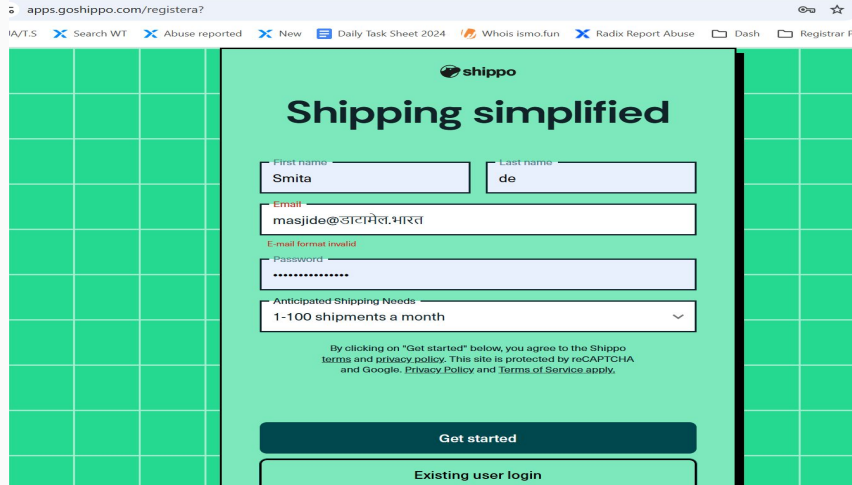 apps.goshippo.com/registera?
IA/T.S Search WT Abuse reported New Daily Task Sheet 2024 Whois ismo.fun Radix Report Abuse Dash Registrar
shippo
Shipping simplified
First name Last name
Smita de
Email
masjide@डाटामेल.भारत
E-mail format invalid
Password
Anticipated Shipping Needs
1-100 shipments a month
By clicking on "Get started" below, you agree to the Shippo
terms and privacy policy. This site is protected by reCAPTCHA
and Google. Privacy Policy and Terms of Service apply.
Get started
Existing user login